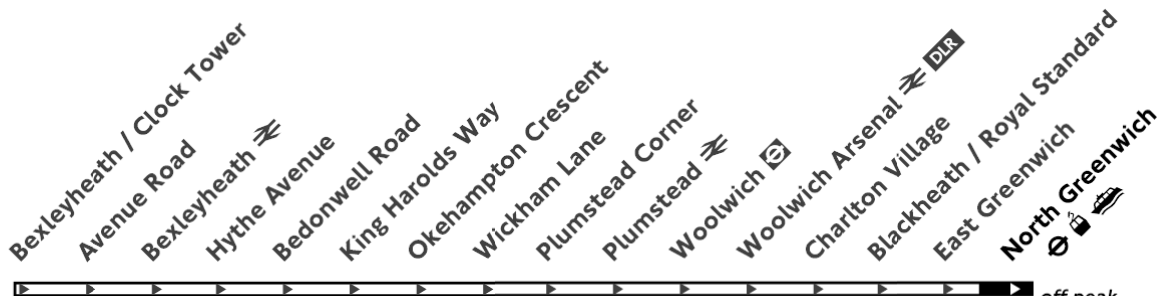 Bexleyheath / Clock Tower
Avenue Road
Bexleyheath
Hythe Avenue
Bedonwell Road
King Harolds Way
Okehampton Crescent
Wickham Lane
Plumstead Corner
Plumstead
Woolwich
Woolwich Arsenal DLR
Charlton Village
Blackheath / Royal Standard
East Greenwich
North Greenwich
off-peak